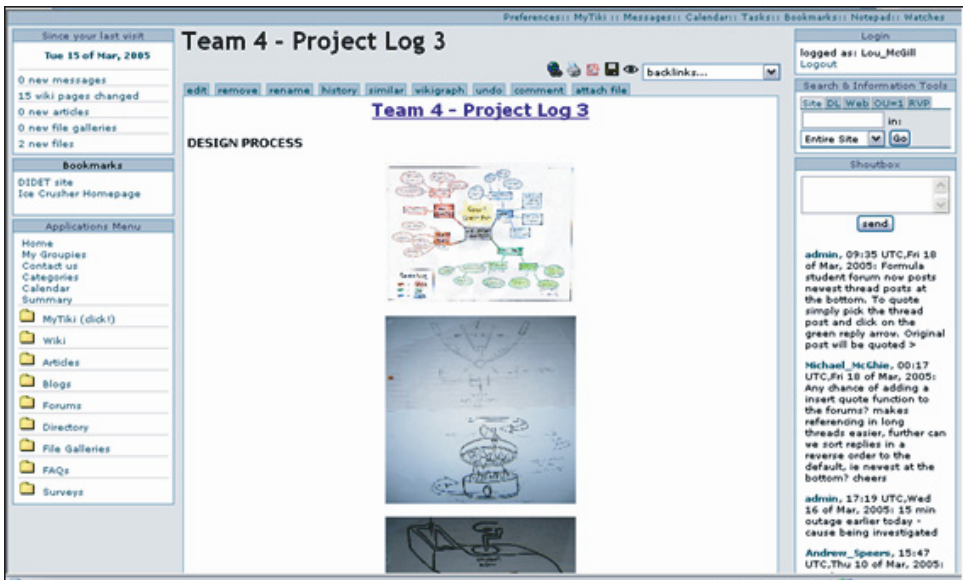 Preferences:: MyTiki :: Messages:: Calendar:: Tasks:: Bookmarks:: Notepad:: Watches
Since your last visit
Tue 15 of Mar, 2005
0 new messages
15 wiki pages changed
0 new articles
0 new file galleries
2 new files
Bookmarks
DIDET site
Ice Crusher Homepage
Applications Menu
Home
My Groupies
Contact us
Categories
Calendar
Summary
MyTiki (click!)
Wiki
Articles
Blogs
Forums
Directory
File Galleries
FAQs
Surveys
Team 4 - Project Log 3
backlinks...
edit remove rename history similar wikigraph undo comment attach file
Team 4 - Project Log 3
DESIGN PROCESS
Login
logged as: Lou_McGill
Logout
Search & Information Tools
Site DL Web OU=1 RVP
in:
Entire Site Go
Shoutbox
send
admin, 09:35 UTC,Fri 18
of Mar, 2005: Formula
student forum now posts
newest thread posts at
the bottom. To quote
simply pick the thread
post and click on the
green reply arrow. Original
post will be quoted >
Michael_McGhie, 00:17
UTC,Fri 18 of Mar, 2005:
Any chance of adding a
insert quote function to
the forums? makes
referencing in long
threads easier, further can
we sort replies in a
reverse order to the
default, ie newest at the
bottom? cheers
admin, 17:19 UTC,Wed
16 of Mar, 2005: 15 min
outage earlier today -
cause being investigated
Andrew_Speers, 15:47
UTC,Thu 10 of Mar, 2005: